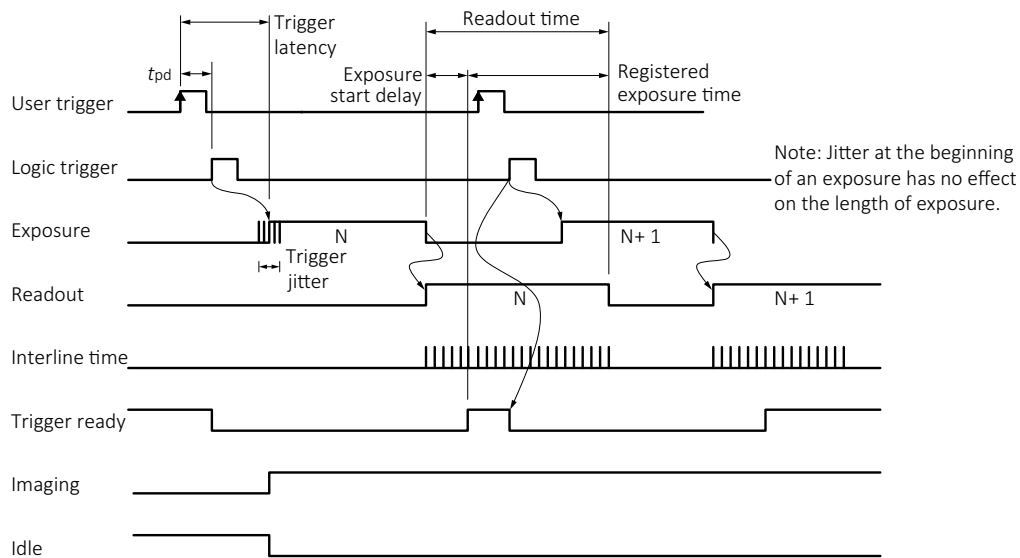 Trigger
latency
Readout time
tpd
Exposure
start delay
Registered
exposure time
User trigger
Logic trigger
Note: Jitter at the beginning
of an exposure has no effect
on the length of exposure.
Exposure
N
N+ 1
Trigger
jitter
Readout
N
N+ 1
Interline time
Trigger ready
Imaging
Idle